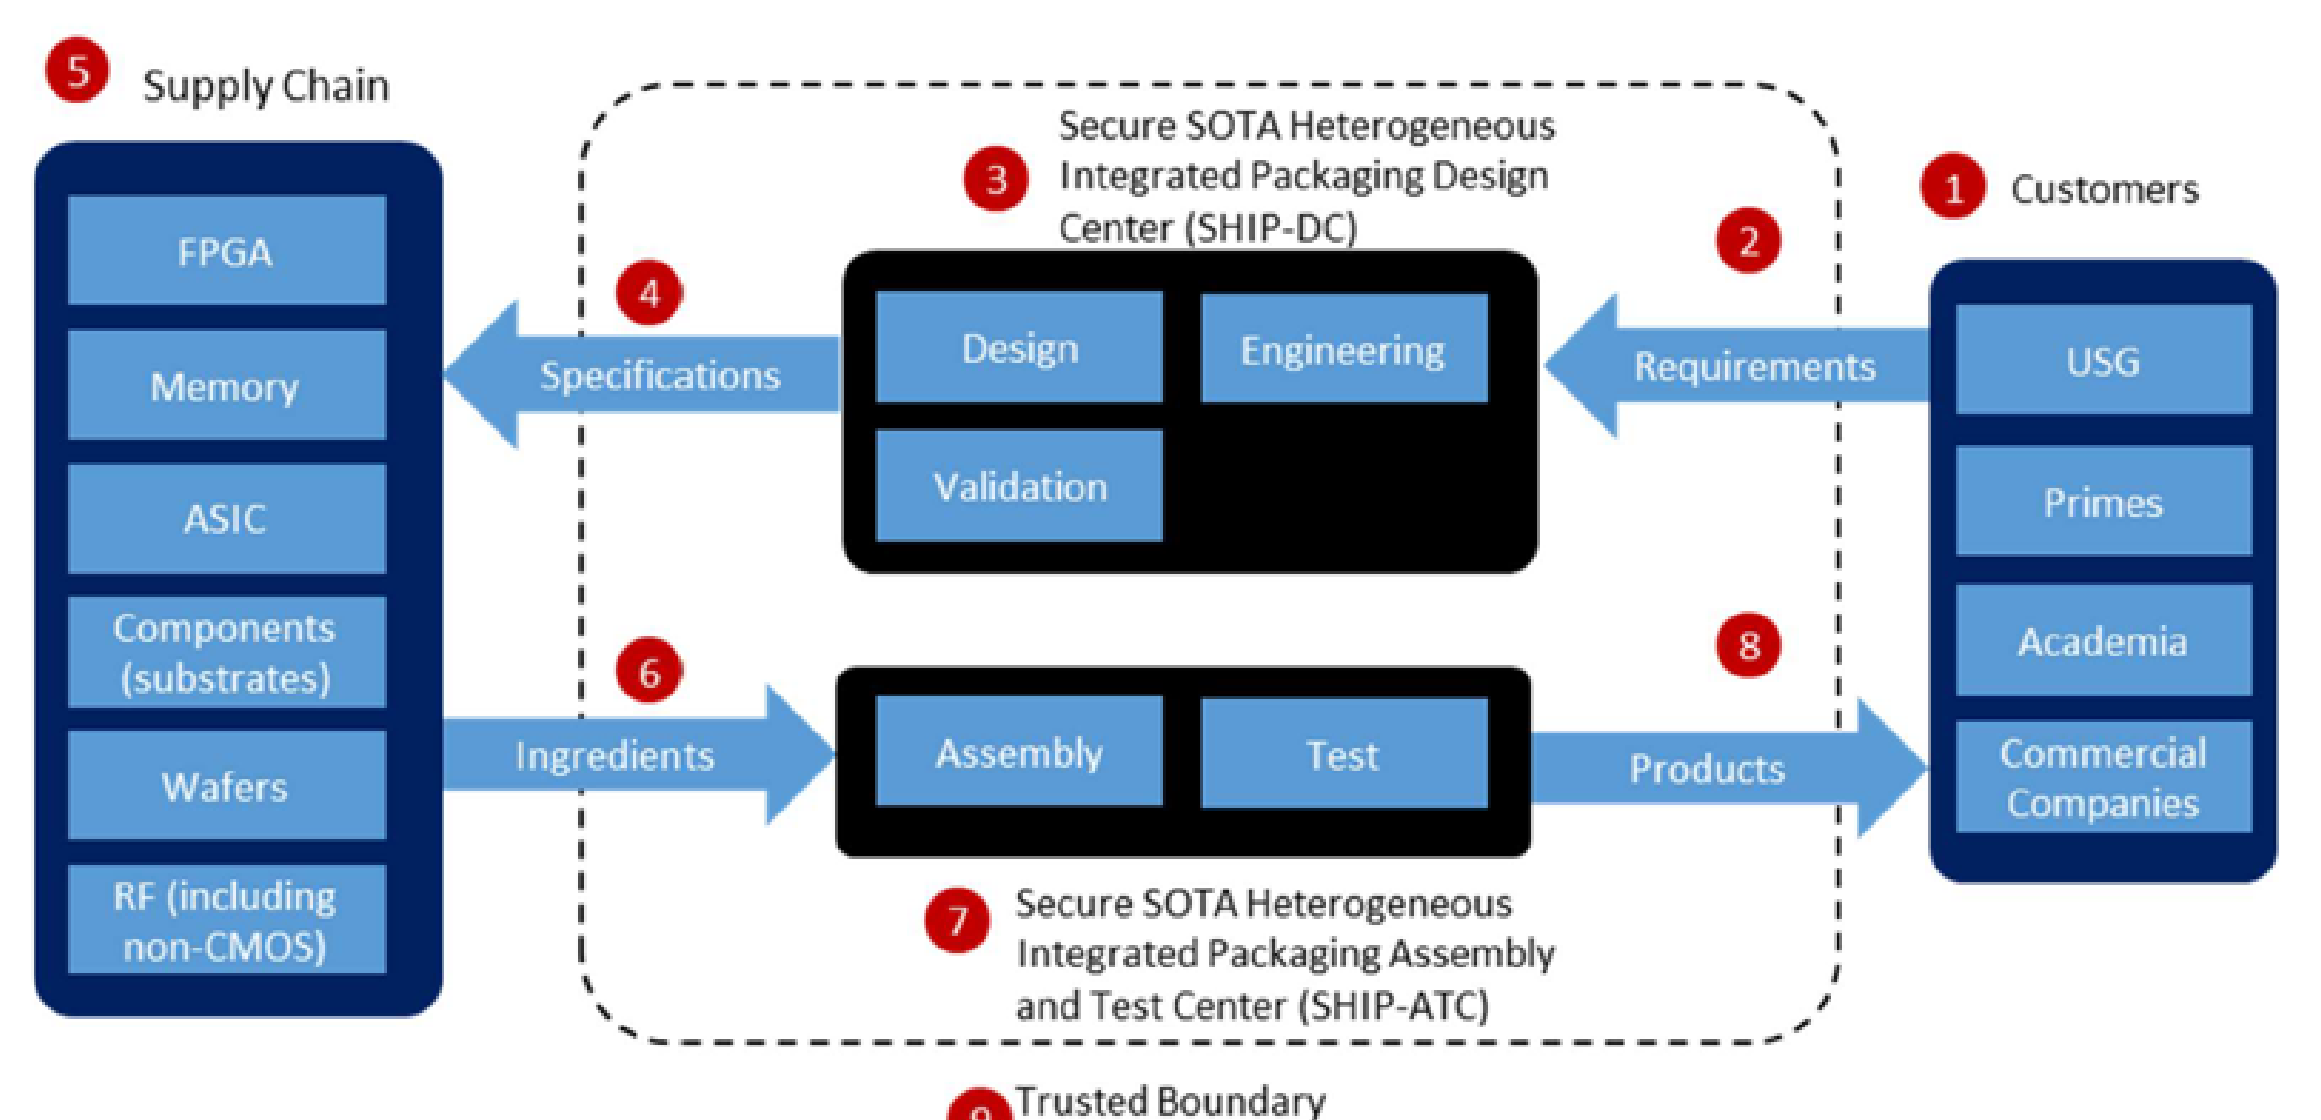 5
Supply Chain
FPGA
Memory
ASIC
Components
(substrates)
Wafers
RF (including
non-CMOS)
4
Specifications
6
Ingredients
3
Secure SOTA Heterogeneous
Integrated Packaging Design
Center (SHIP-DC)
Design
Engineering
Validation
Assembly
Test
7
Secure SOTA Heterogeneous
Integrated Packaging Assembly
and Test Center (SHIP-ATC)
2
Requirements
8
Products
1
Customers
USG
Primes
Academia
Commercial
Companies
9
Trusted Boundary